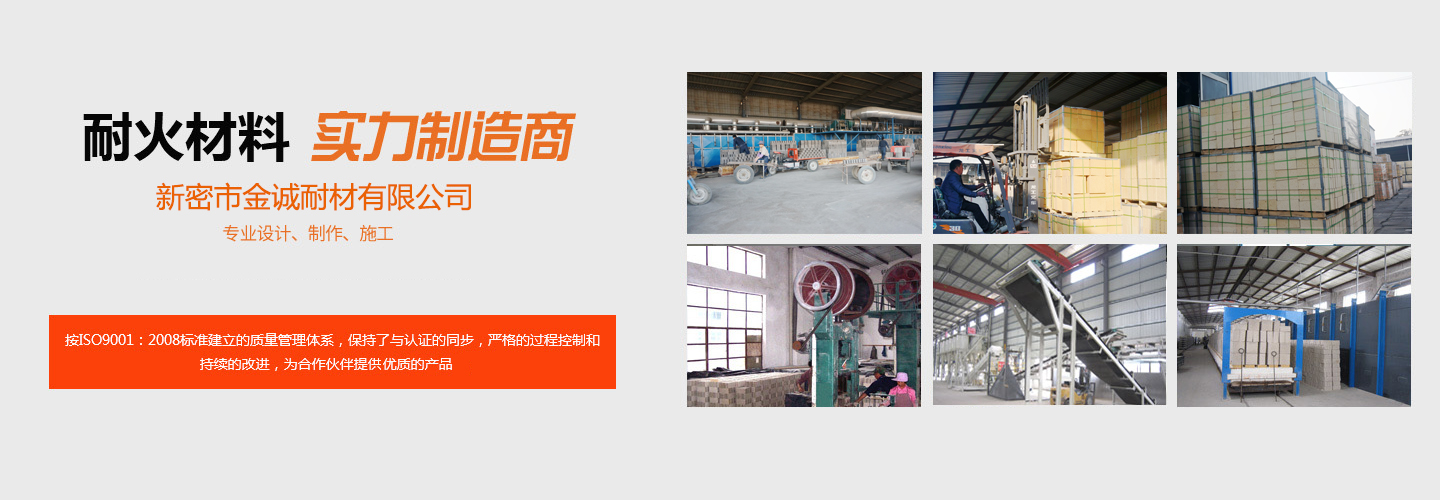 耐火材料 实力制造商
新密市金诚耐材有限公司
专业设计、制作、施工
按ISO9001：2008标准建立的质量管理体系，保持了与认证的同步，严格的过程控制和
持续的改进，为合作伙伴提供优质的产品